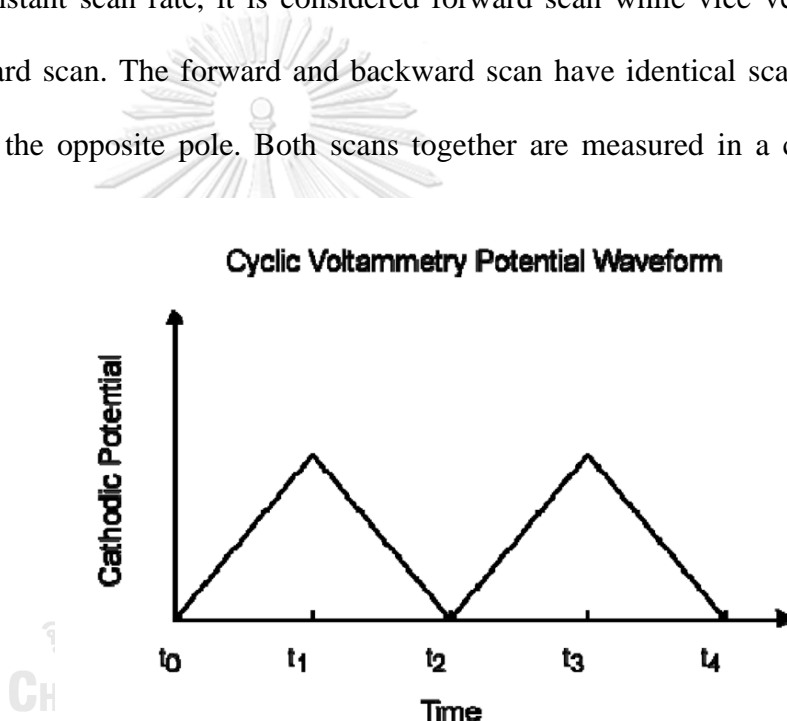 stant scan rate, it is considered forward scan while vice ve
ard scan. The forward and backward scan have identical sca
the opposite pole. Both scans together are measured in a
Cyclic Voltammetry Potential Waveform
Cathodic Potential
t0 t1 t2 t3 t4
Time
CH